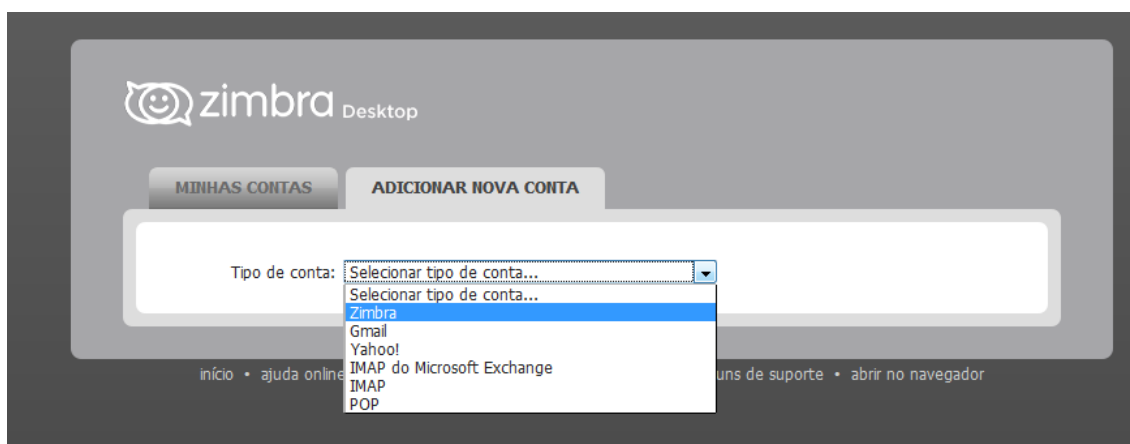 zimbra Desktop
MINHAS CONTAS ADICIONAR NOVA CONTA
Tipo de conta: Selecionar tipo de conta...
Selecionar tipo de conta...
Zimbra
Gmail
Yahoo!
IMAP do Microsoft Exchange
IMAP
POP
início • ajuda online de suporte • abrir no navegador